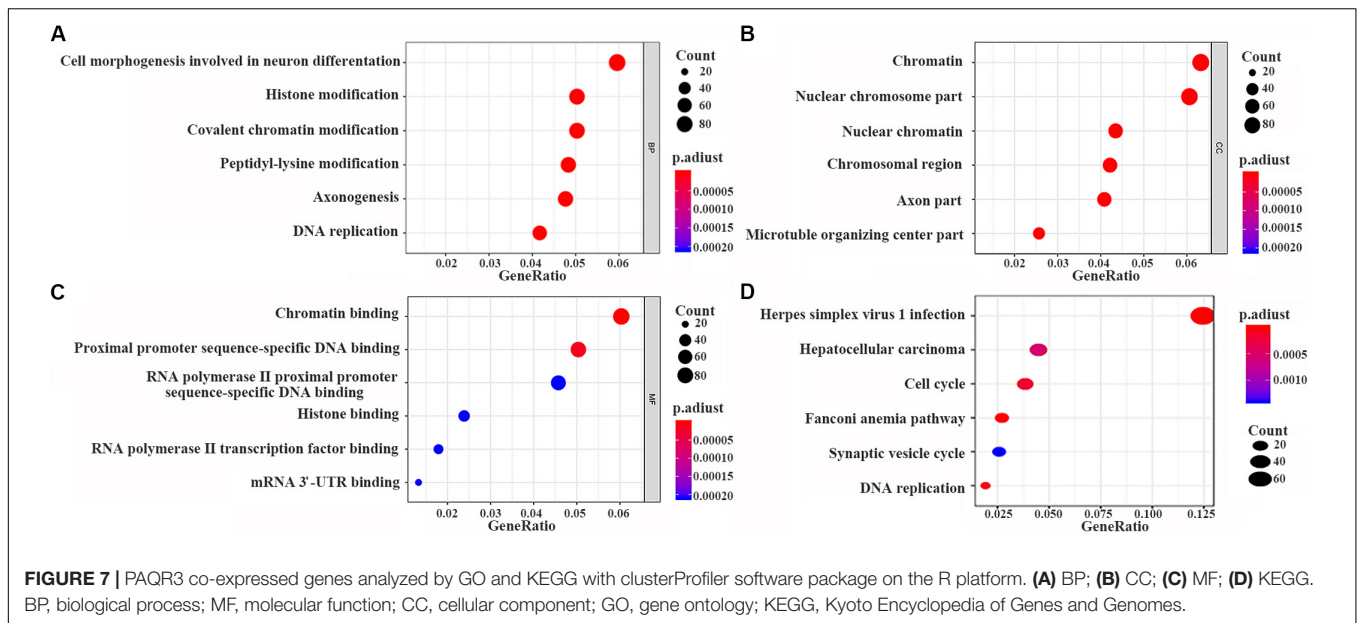 A
Cell morphogenesis involved in neuron differentation
Histone modification
Covalent chromatin modification
Peptidyl-lysine modification
Axonogenesis
DNA replication
0.02 0.03 0.04 0.05 0.06
GeneRatio
BP
Count
20
40
60
80
p.adiust
0.00005
0.00010
0.00015
0.00020
B
Chromatin
Nuclear chromosome part
Nuclear chromatin
Chromosomal region
Axon part
Microtuble organizing center part
0.02 0.03 0.04 0.05 0.06
GeneRatio
CC
Count
20
40
60
80
p.adiust
0.00005
0.00010
0.00015
0.00020
C
Chromatin binding
Proximal promoter sequence-specific DNA binding
RNA polymerase II proximal promoter
sequence-specific DNA binding
Histone binding
RNA polymerase II transcription factor binding
mRNA 3'-UTR binding
0.02 0.03 0.04 0.05 0.06
GeneRatio
MF
Count
20
40
60
80
p.adiust
0.00005
0.00010
0.00015
0.00020
D
Herpes simplex virus 1 infection
Hepatocellular carcinoma
Cell cycle
Fanconi anemia pathway
Synaptic vesicle cycle
DNA replication
0.025 0.050 0.075 0.100 0.125
GeneRatio
p.adiust
0.0005
0.0010
Count
20
40
60
FIGURE 7 | PAQR3 co-expressed genes analyzed by GO and KEGG with clusterProfiler software package on the R platform. (A) BP; (B) CC; (C) MF; (D) KEGG.
BP, biological process; MF, molecular function; CC, cellular component; GO, gene ontology; KEGG, Kyoto Encyclopedia of Genes and Genomes.